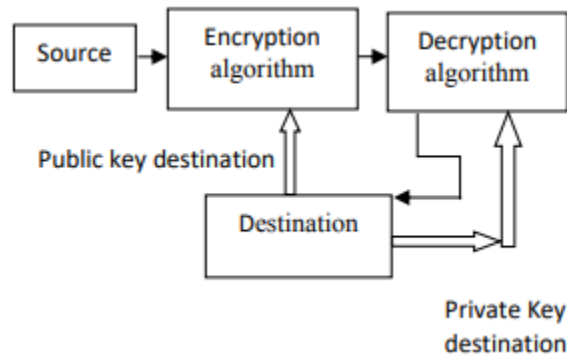 Source
Encryption
algorithm
Decryption
algorithm
Public key destination
Destination
Private Key
destination